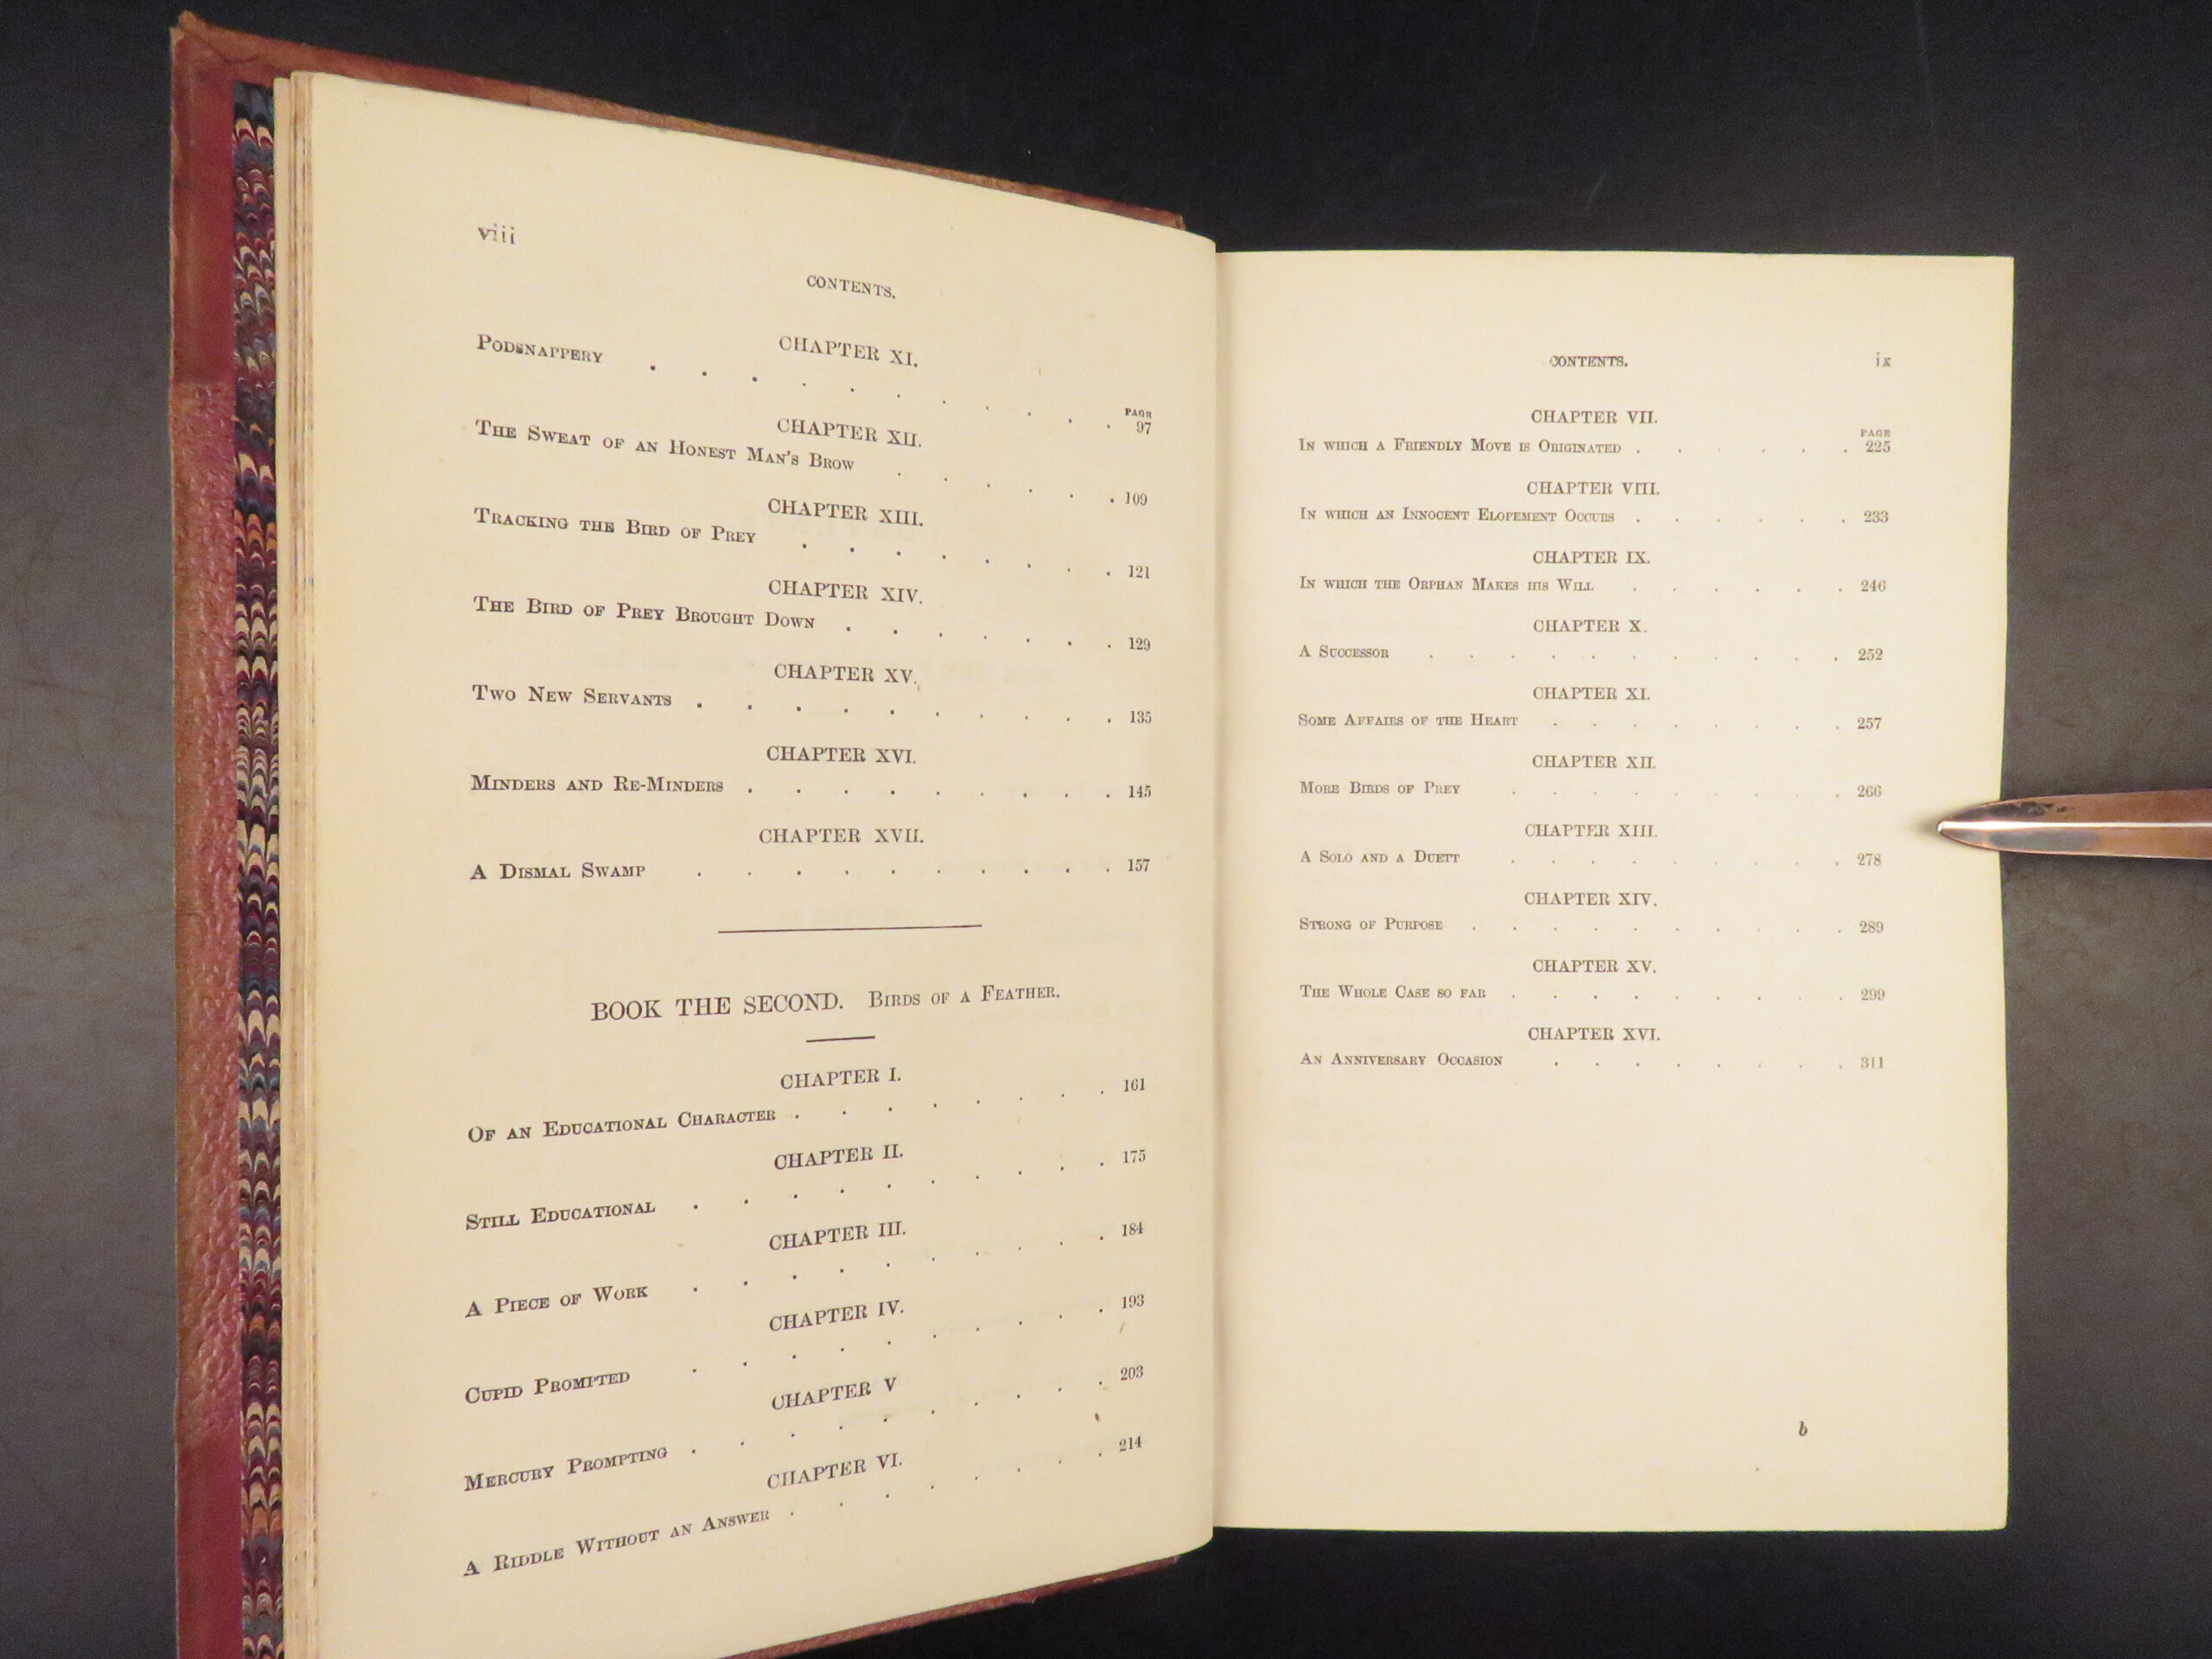 viii
CONTENTS.
CHAPTER XI.
PAGE
PODSNAPPERY . . . . . . . . . . . 97
CHAPTER XII.
THE SWEAT OF AN HONEST MAN'S BROW . . . . . . 109
CHAPTER XIII.
TRACKING THE BIRD OF PREY . . . . . . . . 121
CHAPTER XIV.
THE BIRD OF PREY BROUGHT DOWN . . . . . . . 129
CHAPTER XV.
TWO NEW SERVANTS . . . . . . . . . . 135
CHAPTER XVI.
MINDERS AND RE-MINDERS . . . . . . . . . 145
CHAPTER XVII.
A DISMAL SWAMP . . . . . . . . . . 157
BOOK THE SECOND. BIRDS OF A FEATHER.
CHAPTER I.
OF AN EDUCATIONAL CHARACTER . . . . . . . . 161
CHAPTER II.
STILL EDUCATIONAL . . . . . . . . . . 175
CHAPTER III.
A PIECE OF WORK . . . . . . . . . . 184
CHAPTER IV.
CUPID PROMPTED . . . . . . . . . . 193
CHAPTER V
MERCURY PROMPTING . . . . . . . . . . 203
CHAPTER VI.
A RIDDLE WITHOUT AN ANSWER . . . . . . . . 214
CONTENTS. ix
CHAPTER VII.
PAGE
IN WHICH A FRIENDLY MOVE IS ORIGINATED . . . . . . 225
CHAPTER VIII.
IN WHICH AN INNOCENT ELOPEMENT OCCURS . . . . . . 233
CHAPTER IX.
IN WHICH THE ORPHAN MAKES HIS WILL . . . . . . 246
CHAPTER X.
A SUCCESSOR . . . . . . . . . . . 252
CHAPTER XI.
SOME AFFAIRS OF THE HEART . . . . . . . . 257
CHAPTER XII.
MORE BIRDS OF PREY . . . . . . . . . 266
CHAPTER XIII.
A SOLO AND A DUETT . . . . . . . . . 278
CHAPTER XIV.
STRONG OF PURPOSE . . . . . . . . . . 289
CHAPTER XV.
THE WHOLE CASE SO FAR . . . . . . . . . 299
CHAPTER XVI.
AN ANNIVERSARY OCCASION . . . . . . . . 311
b